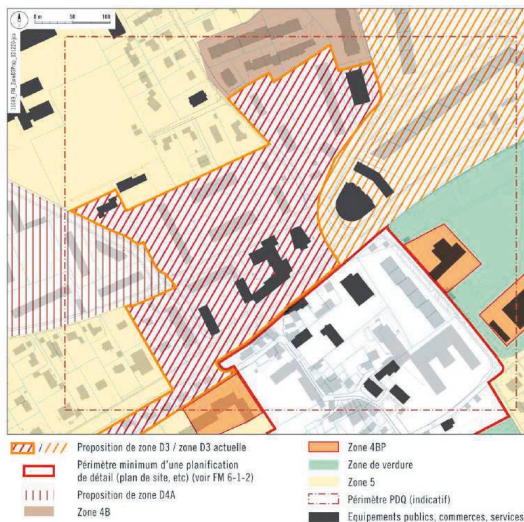 0 m 50 100
Proposition de zone D3 / zone D3 actuelle
Périmètre minimum d'une planification
de détail (plan de site, etc) (voir FM 6-1-2)
Proposition de zone D4A
Zone 4B
Zone 4BP
Zone de verdure
Zone 5
Périmètre PDQ (indicatif)
Equipements publics, commerces, services